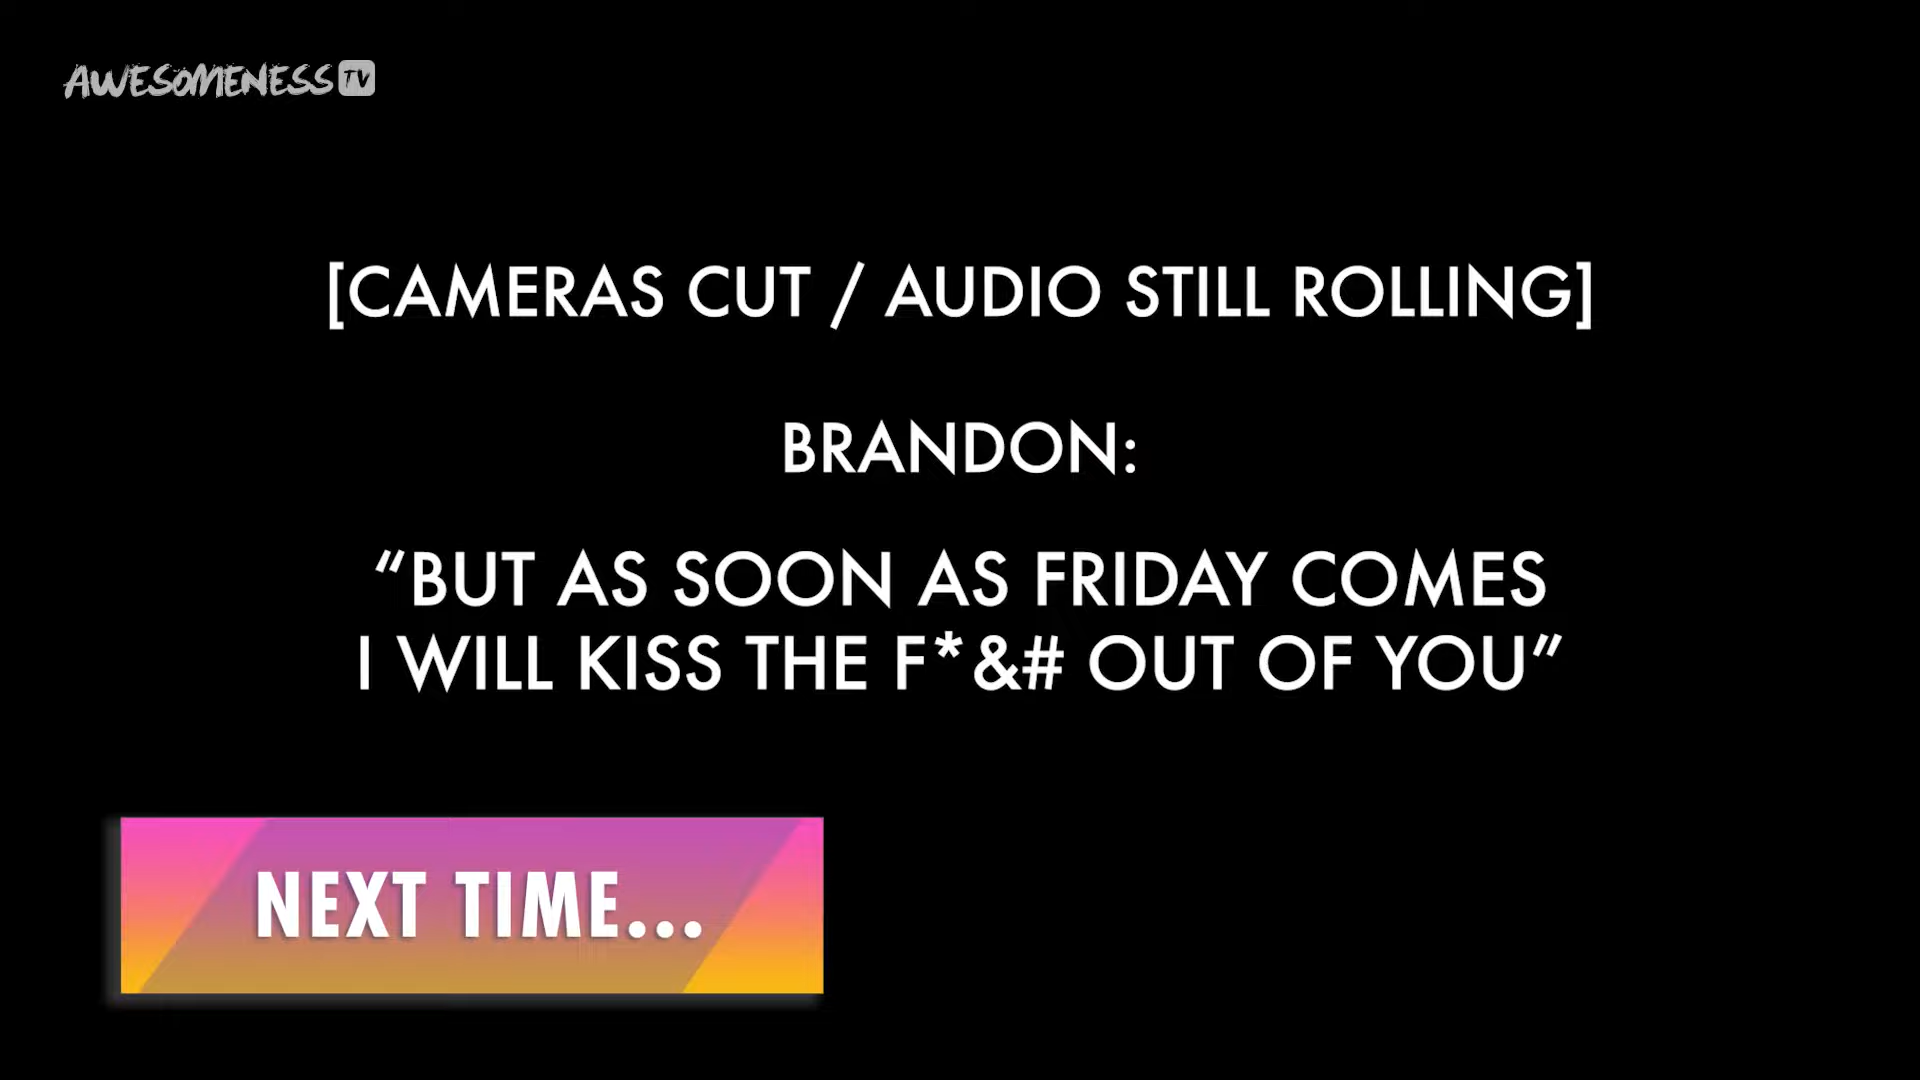 AWESOMENESS TV
[CAMERAS CUT / AUDIO STILL ROLLING]
BRANDON:
“BUT AS SOON AS FRIDAY COMES
I WILL KISS THE F*&# OUT OF YOU”
NEXT TIME...